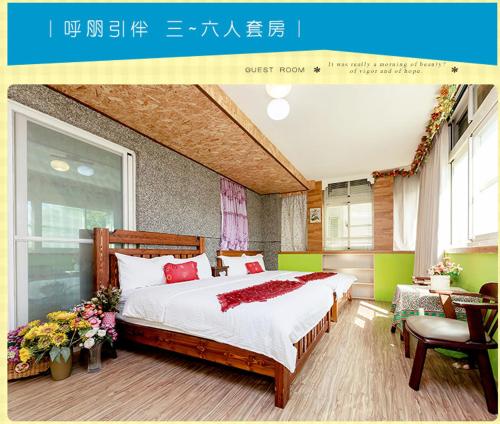 ｜呼朋引伴 三~六人套房｜
GUEST ROOM * It was really a morning of beauty? *
of vigor and of hope.